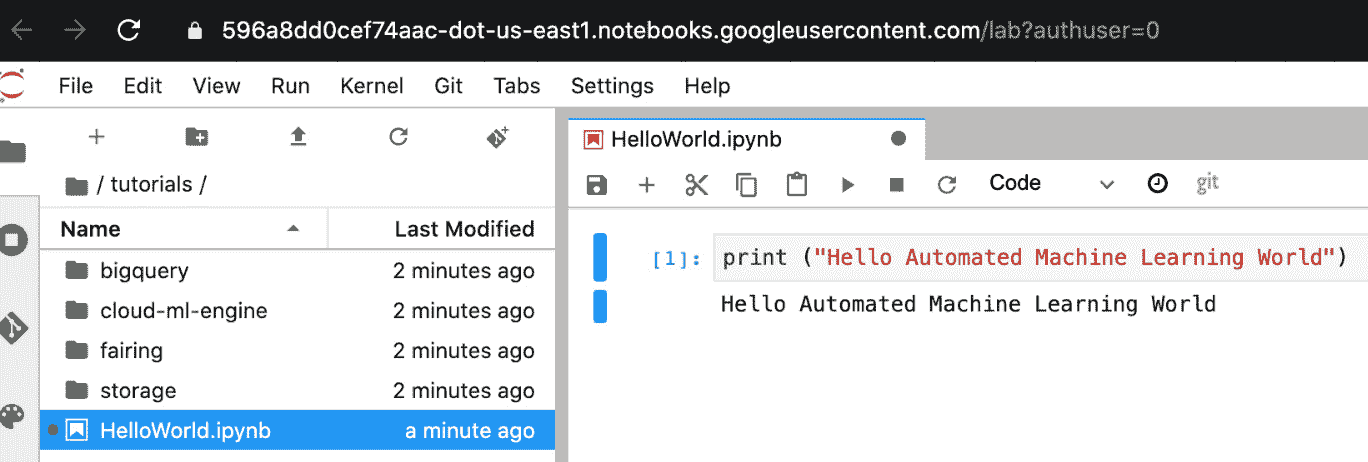 596a8dd0cef74aac-dot-us-east1.notebooks.googleusercontent.com/lab?authuser=0
File Edit View Run Kernel Git Tabs Settings Help
HelloWorld.ipynb
/ tutorials /
Code
git
Name Last Modified
bigquery 2 minutes ago
cloud-ml-engine 2 minutes ago
fairing 2 minutes ago
storage 2 minutes ago
HelloWorld.ipynb a minute ago
[1]: print ("Hello Automated Machine Learning World")
Hello Automated Machine Learning World